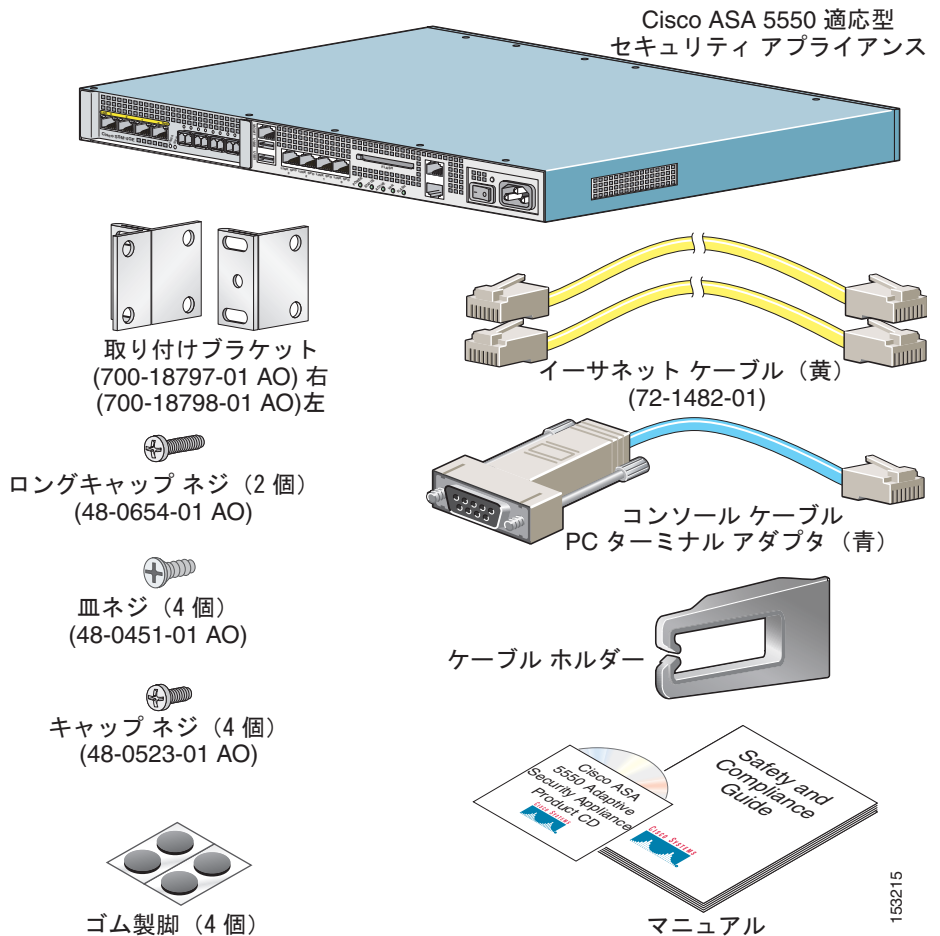 Cisco ASA 5550 適応型
セキュリティ アプライアンス
取り付けブラケット
(700-18797-01 AO) 右
(700-18798-01 AO)左
イーサネット ケーブル（黄）
(72-1482-01)
ロングキャップ ネジ（2 個）
(48-0654-01 AO)
コンソール ケーブル
PC ターミナル アダプタ（青）
皿ネジ（4 個）
(48-0451-01 AO)
ケーブル ホルダー
キャップ ネジ（4 個）
(48-0523-01 AO)
Cisco ASA
5550 Adaptive
Security Appliance
Product CD
CISCO SYSTEMS
Safety and
Compliance
Guide
CISCO SYSTEMS
ゴム製脚（4 個）
マニュアル
153215